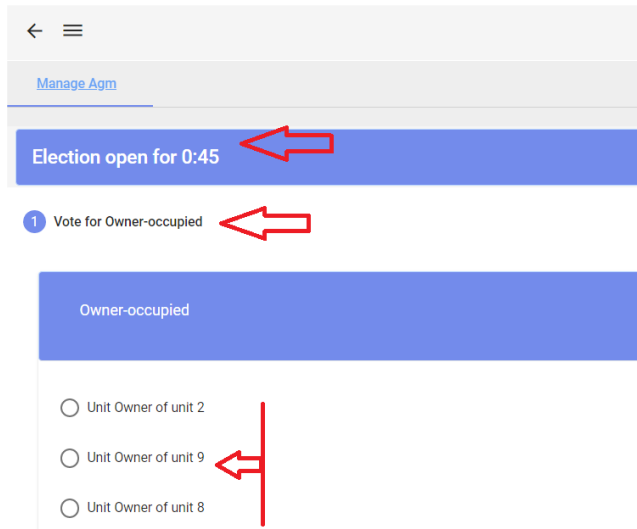 Manage Agm
Election open for 0:45
1 Vote for Owner-occupied
Owner-occupied
Unit Owner of unit 2
Unit Owner of unit 9
Unit Owner of unit 8